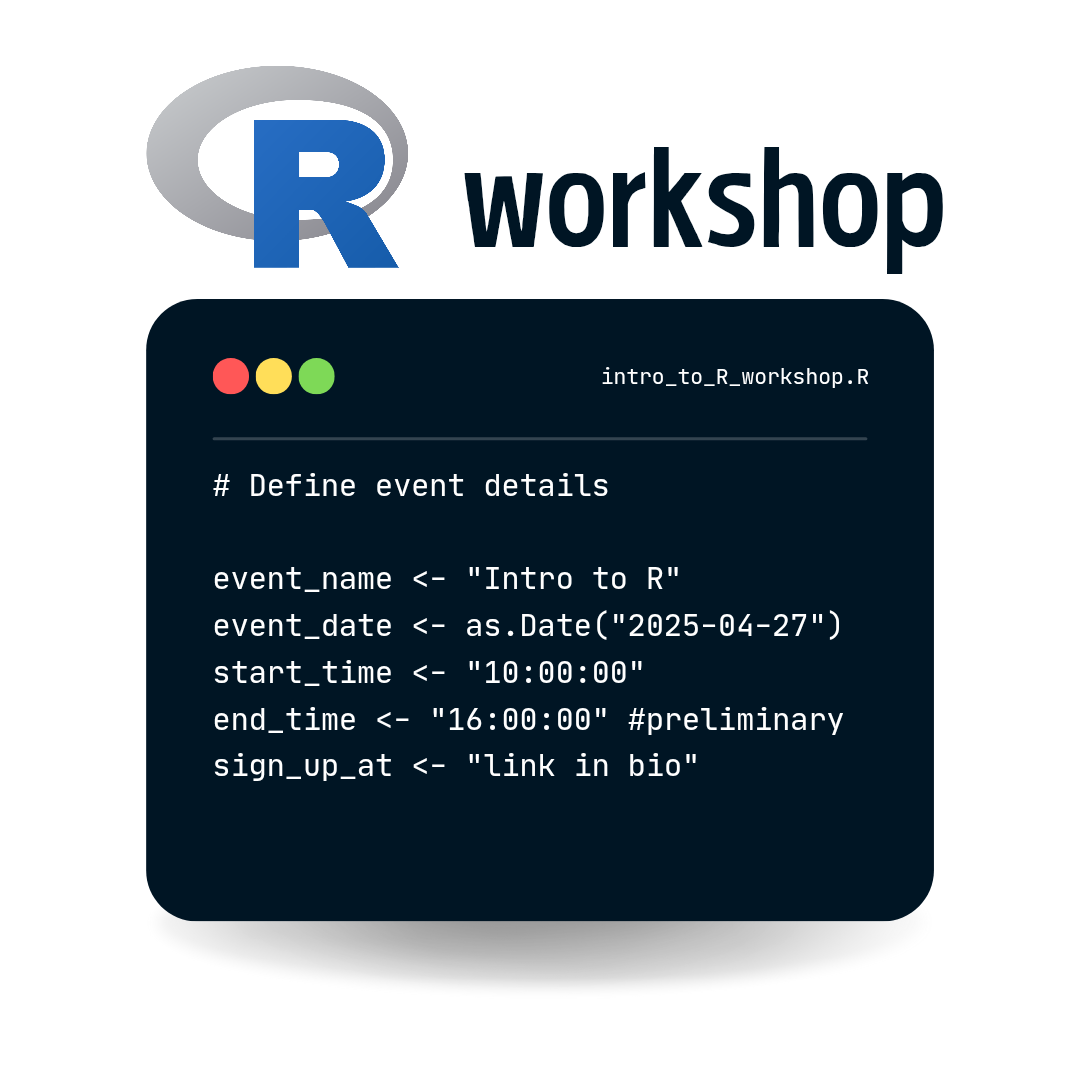 R workshop
intro_to_R_workshop.R
# Define event details
event_name <- "Intro to R"
event_date <- as.Date("2025-04-27")
start_time <- "10:00:00"
end_time <- "16:00:00" #preliminary
sign_up_at <- "link in bio"